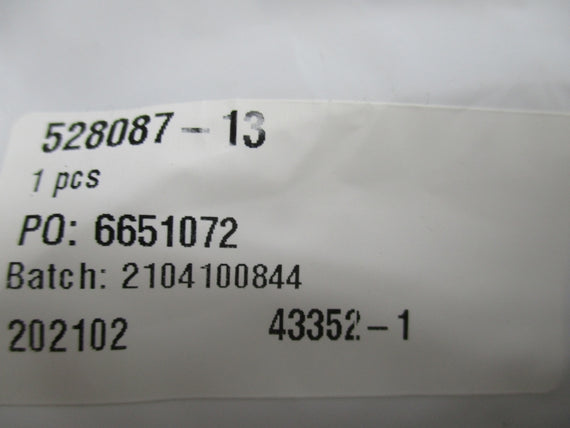 528087-13
1 pcs
PO: 6651072
Batch: 2104100844
202102 43352-1